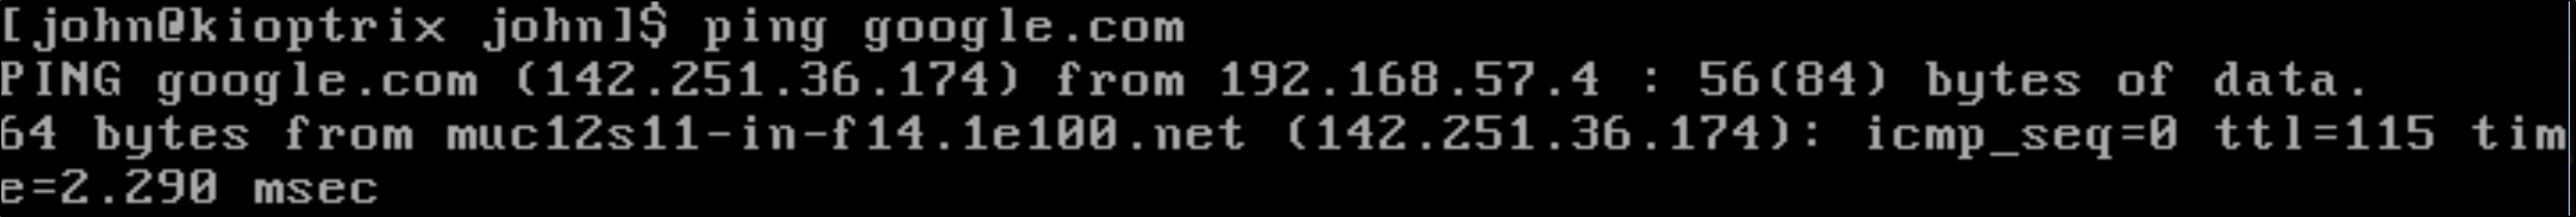 [john@kioptrix john]$ ping google.com
PING google.com (142.251.36.174) from 192.168.57.4 : 56(84) bytes of data.
64 bytes from muc12s11-in-f14.1e100.net (142.251.36.174): icmp_seq=0 ttl=115 tim
e=2.290 msec